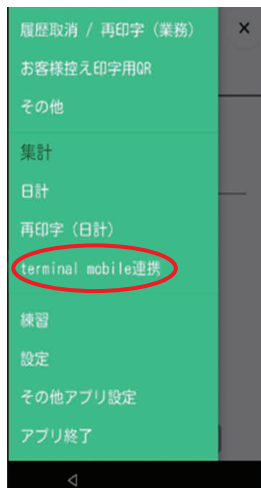 履歴取消 / 再印字（業務）
お客様控え印字用QR
その他
集計
日計
再印字（日計）
terminal mobile連携
練習
設定
その他アプリ設定
アプリ終了